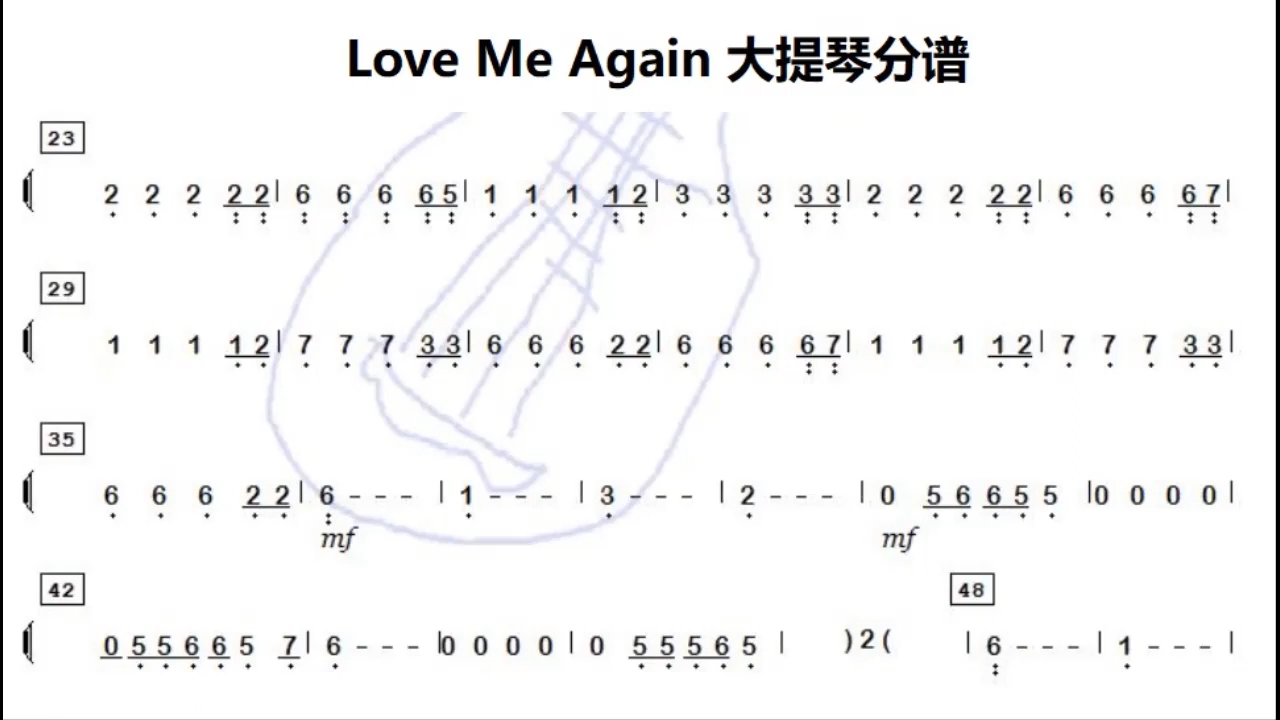 Love Me Again 大提琴分谱
23
2 2 2 2 2 | 6 6 6 6 5 | 1 1 1 1 2 | 3 3 3 3 3 | 2 2 2 2 2 | 6 6 6 6 7 |
29
1 1 1 1 2 | 7 7 7 3 3 | 6 6 6 2 2 | 6 6 6 6 7 | 1 1 1 1 2 | 7 7 7 3 3 |
35
6 6 6 2 2 | 6 - - - | 1 - - - | 3 - - - | 2 - - - | 0 5 6 6 5 5 | 0 0 0 0 |
mf mf
42 48
0 5 5 6 6 5 7 | 6 - - - | 0 0 0 0 | 0 5 5 5 6 5 | ) 2 ( | 6 - - - | 1 - - - |